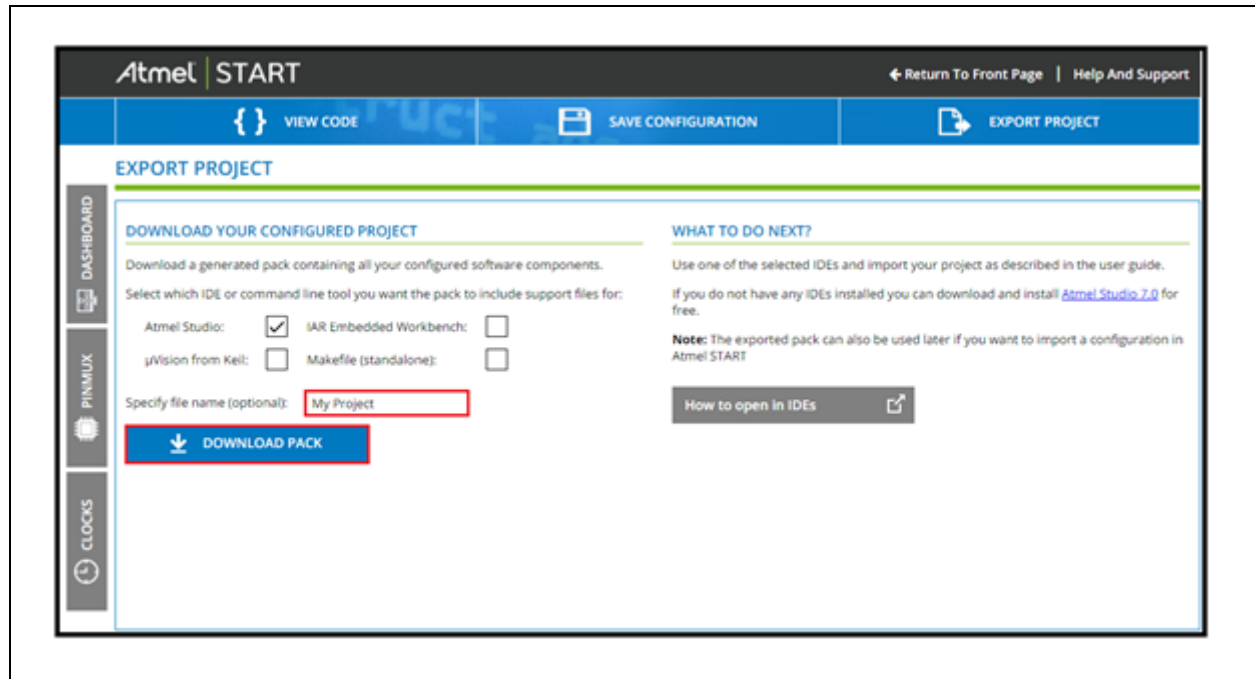 Atmel START
Return To Front Page | Help And Support
{ } VIEW CODE
SAVE CONFIGURATION
EXPORT PROJECT
EXPORT PROJECT
DASHBOARD
PINMUX
CLOCKS
DOWNLOAD YOUR CONFIGURED PROJECT
Download a generated pack containing all your configured software components.
Select which IDE or command line tool you want the pack to include support files for:
Atmel Studio: IAR Embedded Workbench:
µVision from Keil: Makefile (standalone):
Specify file name (optional): My Project
DOWNLOAD PACK
WHAT TO DO NEXT?
Use one of the selected IDEs and import your project as described in the user guide.
If you do not have any IDEs installed you can download and install Atmel Studio 7.0 for
free.
Note: The exported pack can also be used later if you want to import a configuration in
Atmel START
How to open in IDEs